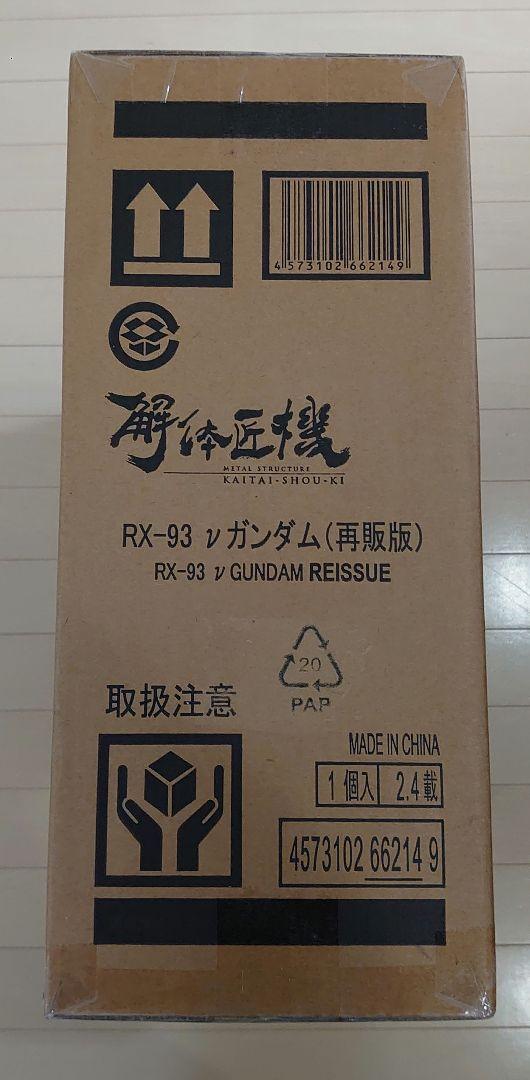 4573102662149
解体匠機
METAL STRUCTURE
KAITAI-SHOU-KI
RX-93 νガンダム(再販版)
RX-93 ν GUNDAM REISSUE
20
PAP
取扱注意
MADE IN CHINA
1個入 2.4載
4573102 66214 9